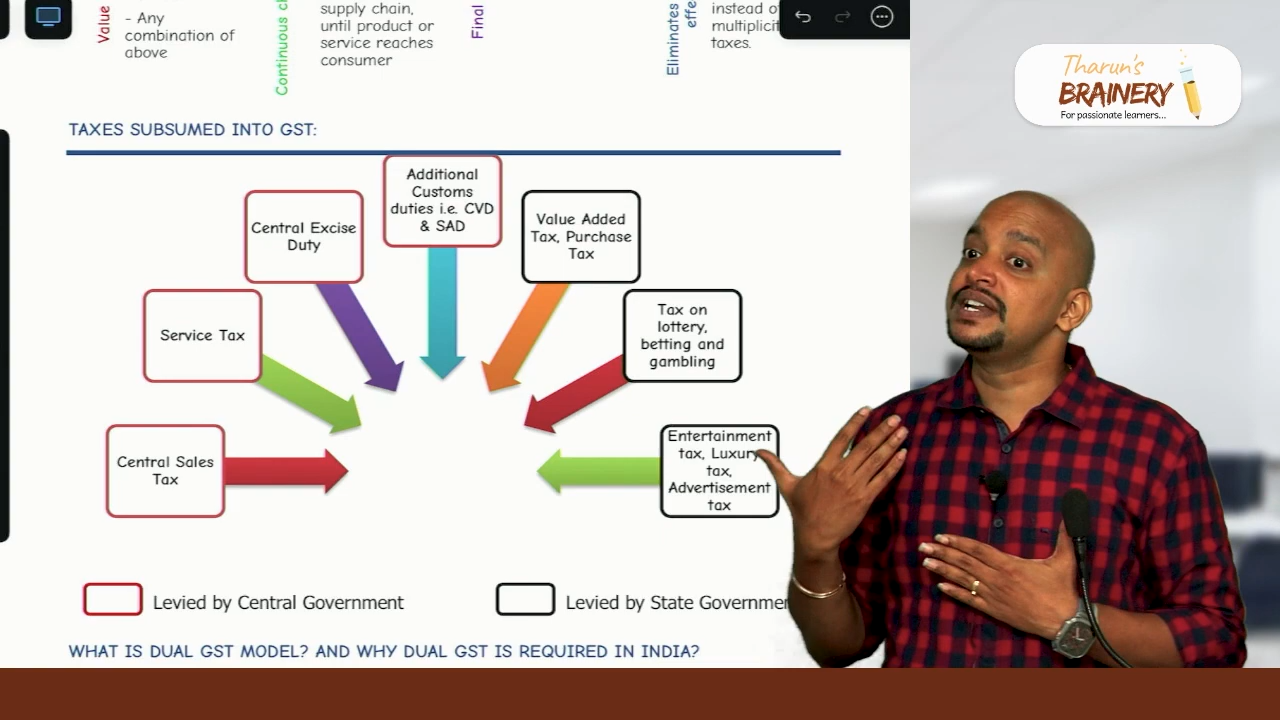 Value
- Any
combination of
above
Continuous
supply chain,
until product or
service reaches
consumer
Final
Eliminates
instead of
taxes.
Tharun's
BRAINERY
For passionate learners...
TAXES SUBSUMED INTO GST:
Additional
Customs
duties i.e. CVD
& SAD
Central Excise
Duty
Value Added
Tax, Purchase
Tax
Service Tax
Tax on
lottery,
betting and
gambling
Central Sales
Tax
Entertainment
tax, Luxury
tax,
Advertisement
tax
Levied by Central Government
Levied by State
WHAT IS DUAL GST MODEL? AND WHY DUAL GST IS REQUIRED IN INDIA?